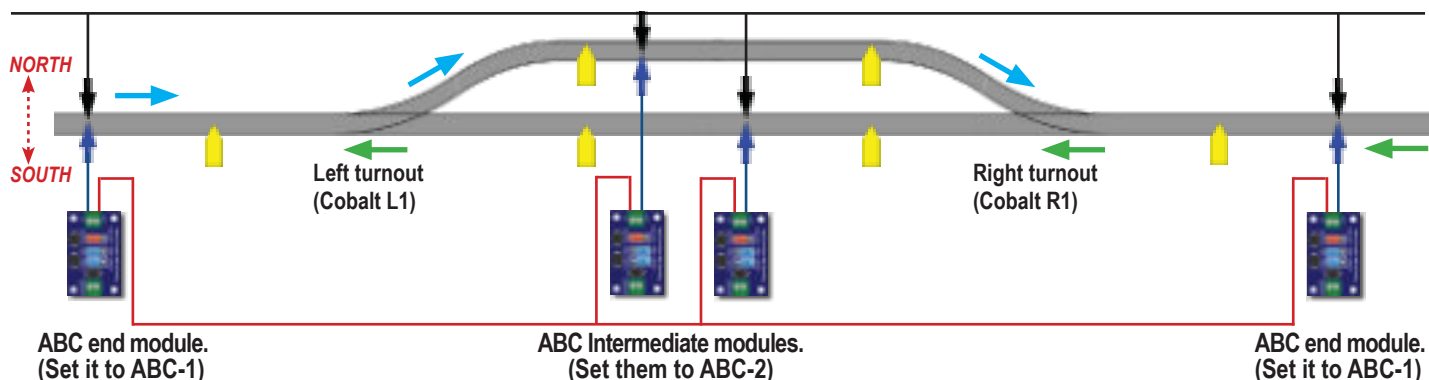 NORTH
SOUTH
Left turnout
(Cobalt L1)
Right turnout
(Cobalt R1)
ABC end module.
(Set it to ABC-1)
ABC Intermediate modules.
(Set them to ABC-2)
ABC end module.
(Set it to ABC-1)